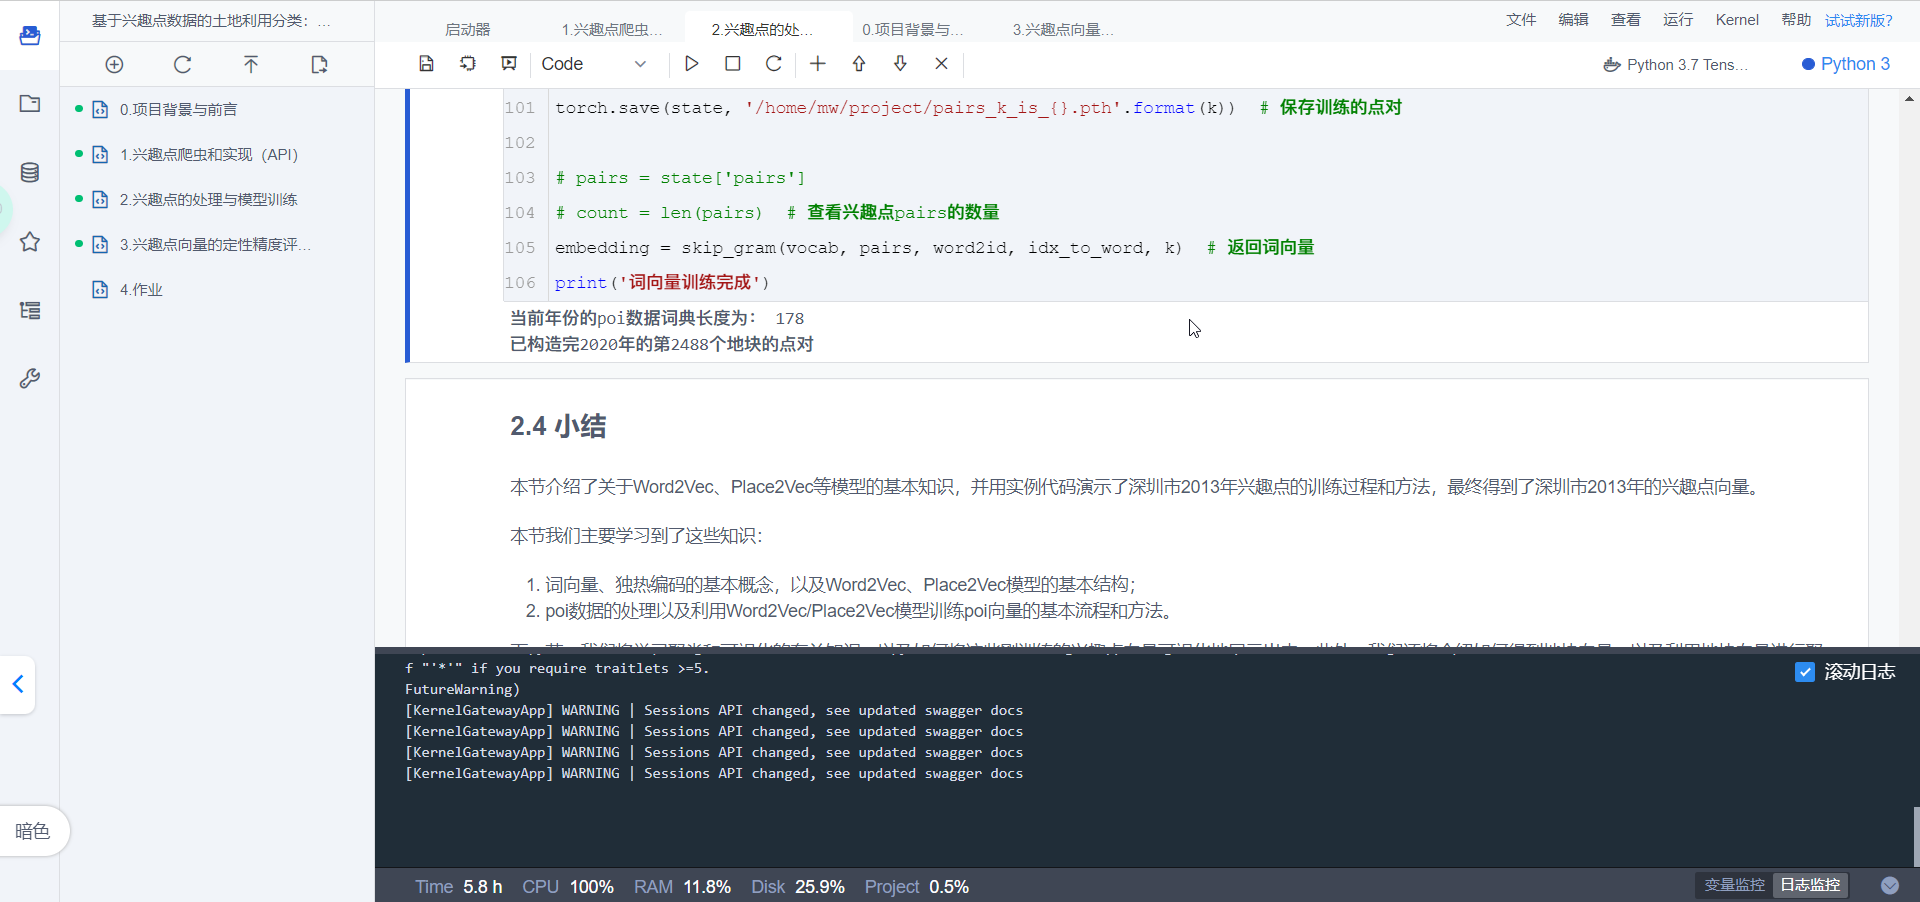 基于兴趣点数据的土地利用分类：...
启动器
1.兴趣点爬虫...
2.兴趣点的处...
0.项目背景与...
3.兴趣点向量...
文件 编辑 查看 运行 Kernel 帮助 试试新版?
Code
Python 3.7 Tens...
Python 3
0.项目背景与前言
1.兴趣点爬虫和实现（API）
2.兴趣点的处理与模型训练
3.兴趣点向量的定性精度评...
4.作业
暗色
101 torch.save(state, '/home/mw/project/pairs_k_is_{}.pth'.format(k))  # 保存训练的点对
102
103 # pairs = state['pairs']
104 # count = len(pairs)  # 查看兴趣点pairs的数量
105 embedding = skip_gram(vocab, pairs, word2id, idx_to_word, k)  # 返回词向量
106 print('词向量训练完成')
当前年份的poi数据词典长度为： 178
已构造完2020年的第2488个地块的点对
2.4 小结
本节介绍了关于Word2Vec、Place2Vec等模型的基本知识，并用实例代码演示了深圳市2013年兴趣点的训练过程和方法，最终得到了深圳市2013年的兴趣点向量。
本节我们主要学习到了这些知识：
1. 词向量、独热编码的基本概念，以及Word2Vec、Place2Vec模型的基本结构；
2. poi数据的处理以及利用Word2Vec/Place2Vec模型训练poi向量的基本流程和方法。
f "'*'" if you require traitlets >=5.
FutureWarning)
[KernelGatewayApp] WARNING | Sessions API changed, see updated swagger docs
[KernelGatewayApp] WARNING | Sessions API changed, see updated swagger docs
[KernelGatewayApp] WARNING | Sessions API changed, see updated swagger docs
[KernelGatewayApp] WARNING | Sessions API changed, see updated swagger docs
滚动日志
Time 5.8 h CPU 100% RAM 11.8% Disk 25.9% Project 0.5%
变量监控 日志监控